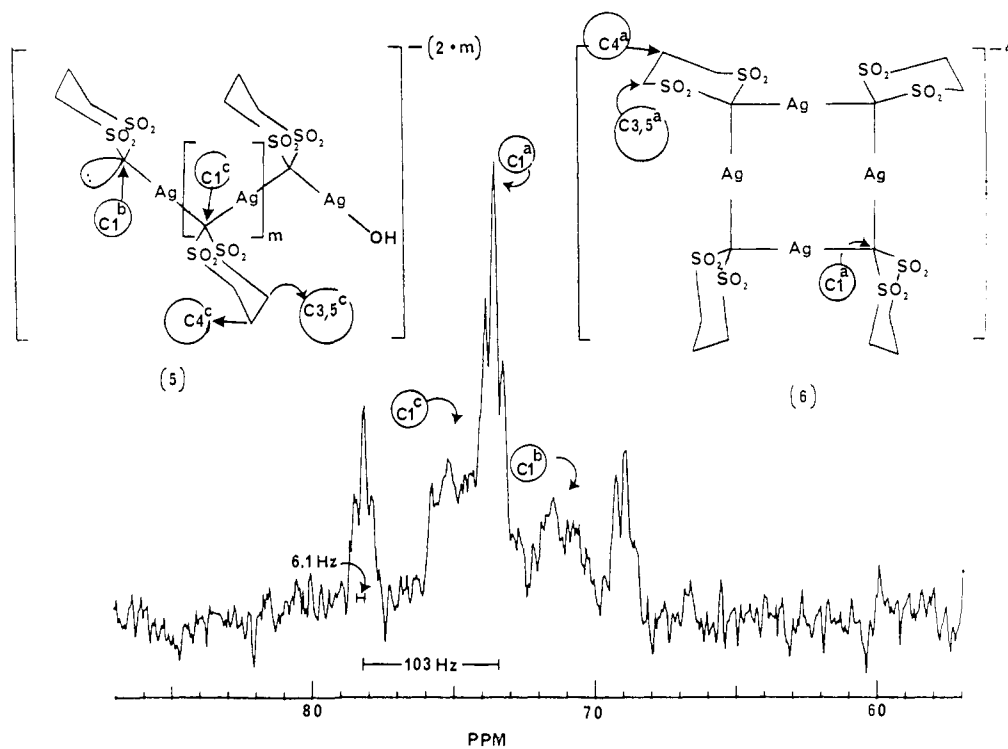 −(2•m)
SO2
SO2
SO2
SO2
C1c
Ag
Ag
m
Ag
OH
C1b
SO2 SO2
C4c
C3,5c
(5)
−4
C4a
SO2
SO2
C3,5a
SO2
SO2
Ag
Ag
Ag
Ag
C1a
SO2
SO2
SO2
SO2
(6)
C1a
C1c
C1b
6.1 Hz
103 Hz
80
70
60
PPM